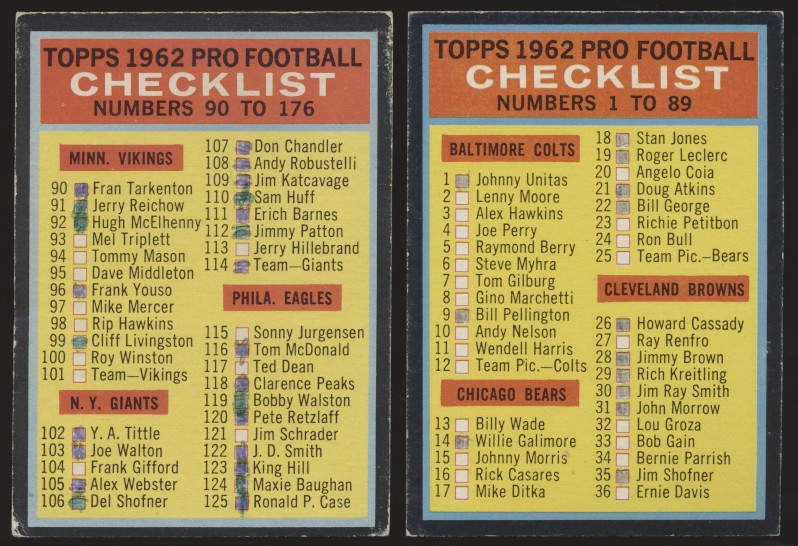 TOPPS 1962 PRO FOOTBALL
CHECKLIST
NUMBERS 90 TO 176
MINN. VIKINGS
90 Fran Tarkenton
91 Jerry Reichow
92 Hugh McElhenny
93 Mel Triplett
94 Tommy Mason
95 Dave Middleton
96 Frank Youso
97 Mike Mercer
98 Rip Hawkins
99 Cliff Livingston
100 Roy Winston
101 Team—Vikings
N. Y. GIANTS
102 Y. A. Tittle
103 Joe Walton
104 Frank Gifford
105 Alex Webster
106 Del Shofner
107 Don Chandler
108 Andy Robustelli
109 Jim Katcavage
110 Sam Huff
111 Erich Barnes
112 Jimmy Patton
113 Jerry Hillebrand
114 Team—Giants
PHILA. EAGLES
115 Sonny Jurgensen
116 Tom McDonald
117 Ted Dean
118 Clarence Peaks
119 Bobby Walston
120 Pete Retzlaff
121 Jim Schrader
122 J. D. Smith
123 King Hill
124 Maxie Baughan
125 Ronald P. Case
TOPPS 1962 PRO FOOTBALL
CHECKLIST
NUMBERS 1 TO 89
BALTIMORE COLTS
1 Johnny Unitas
2 Lenny Moore
3 Alex Hawkins
4 Joe Perry
5 Raymond Berry
6 Steve Myhra
7 Tom Gilburg
8 Gino Marchetti
9 Bill Pellington
10 Andy Nelson
11 Wendell Harris
12 Team Pic.—Colts
CHICAGO BEARS
13 Billy Wade
14 Willie Galimore
15 Johnny Morris
16 Rick Casares
17 Mike Ditka
18 Stan Jones
19 Roger Leclerc
20 Angelo Coia
21 Doug Atkins
22 Bill George
23 Richie Petitbon
24 Ron Bull
25 Team Pic.—Bears
CLEVELAND BROWNS
26 Howard Cassady
27 Ray Renfro
28 Jimmy Brown
29 Rich Kreitling
30 Jim Ray Smith
31 John Morrow
32 Lou Groza
33 Bob Gain
34 Bernie Parrish
35 Jim Shofner
36 Ernie Davis